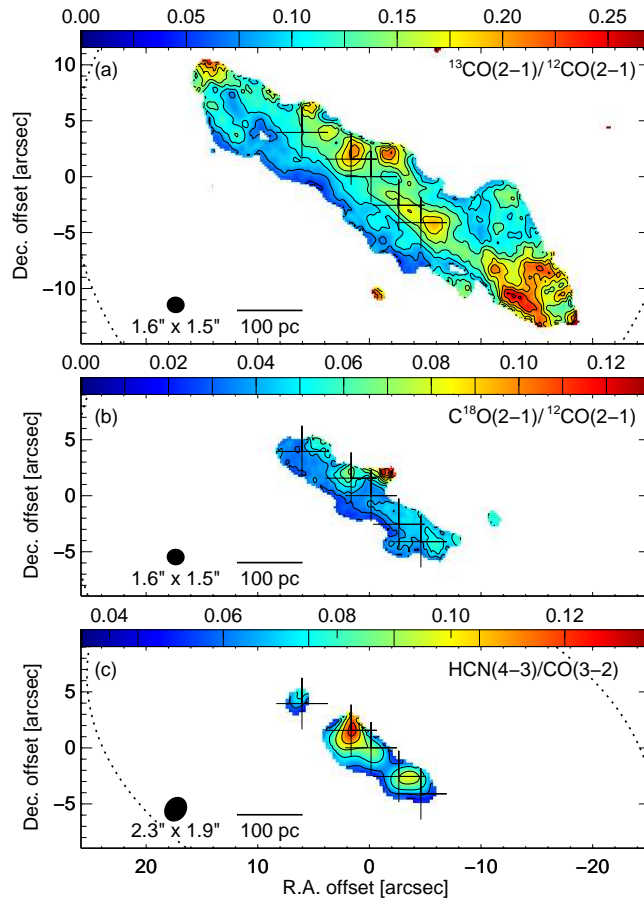 0.00 0.05 0.10 0.15 0.20 0.25
(a) ¹³CO(2−1)/¹²CO(2−1)
10
5
0
−5
−10
Dec. offset [arcsec]
1.6" x 1.5" 100 pc
0.00 0.02 0.04 0.06 0.08 0.10 0.12
(b) C¹⁸O(2−1)/¹²CO(2−1)
5
0
−5
Dec. offset [arcsec]
1.6" x 1.5" 100 pc
0.04 0.06 0.08 0.10 0.12
(c) HCN(4−3)/CO(3−2)
5
0
−5
Dec. offset [arcsec]
2.3" x 1.9" 100 pc
20 10 0 −10 −20
R.A. offset [arcsec]